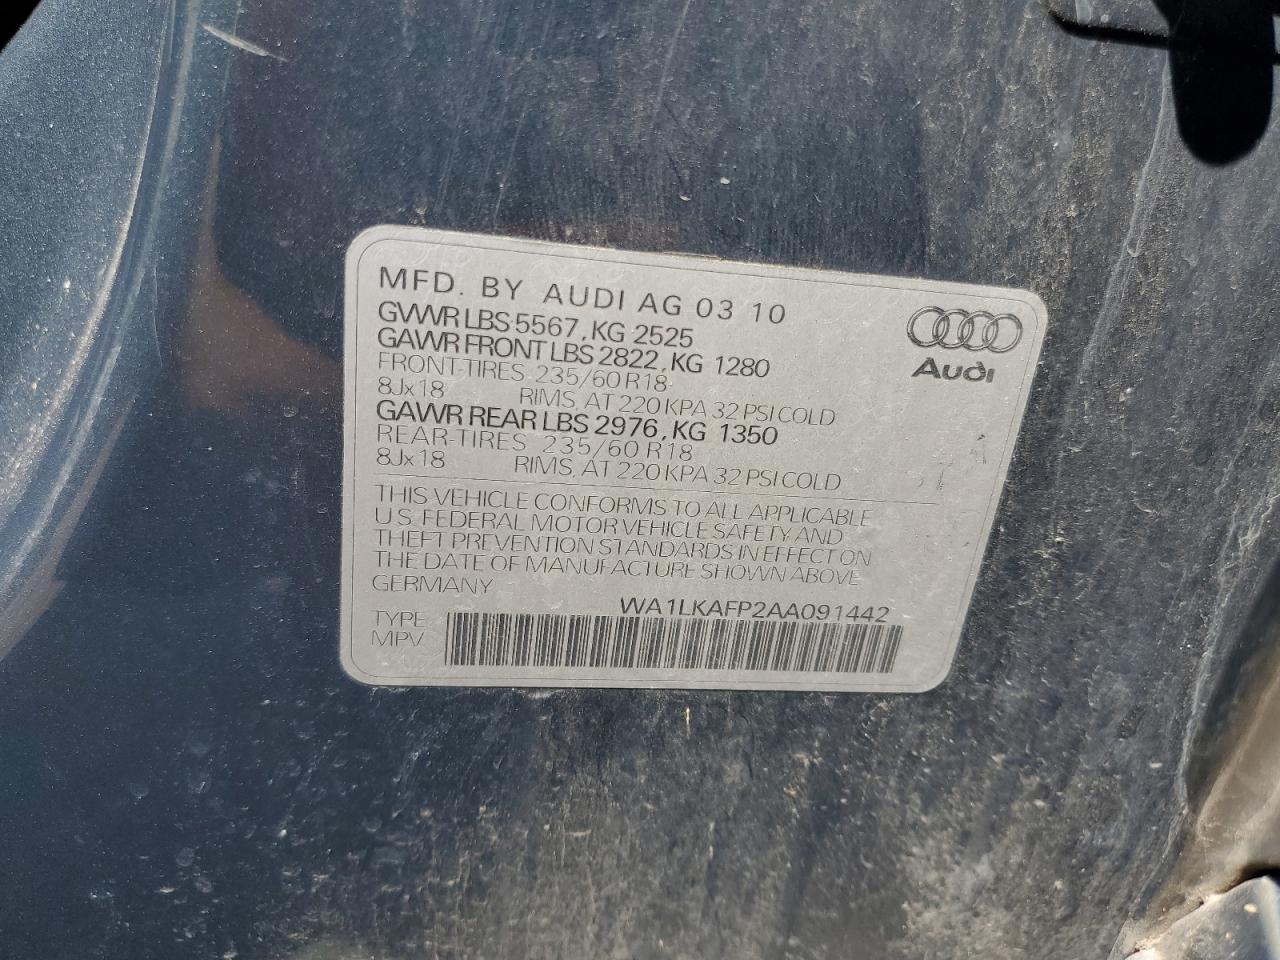 MFD. BY AUDI AG 03 10
GVWR LBS 5567, KG 2525
GAWR FRONT LBS 2822, KG 1280
FRONT-TIRES 235/60 R18
8Jx18 RIMS, AT 220 KPA 32 PSI COLD
GAWR REAR LBS 2976, KG 1350
REAR-TIRES 235/60 R18
8Jx18 RIMS, AT 220 KPA 32 PSI COLD
Audi
THIS VEHICLE CONFORMS TO ALL APPLICABLE
U.S. FEDERAL MOTOR VEHICLE SAFETY AND
THEFT PREVENTION STANDARDS IN EFFECT ON
THE DATE OF MANUFACTURE SHOWN ABOVE
GERMANY
WA1LKAFP2AA091442
TYPE
MPV